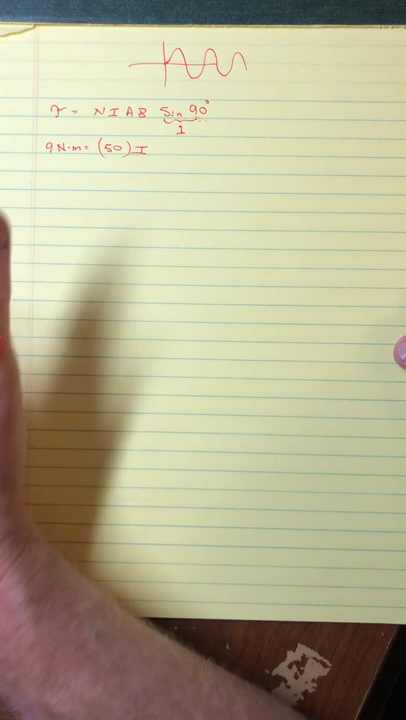 τ = N I A B Sin 90°
1
9 N·m = (50) I